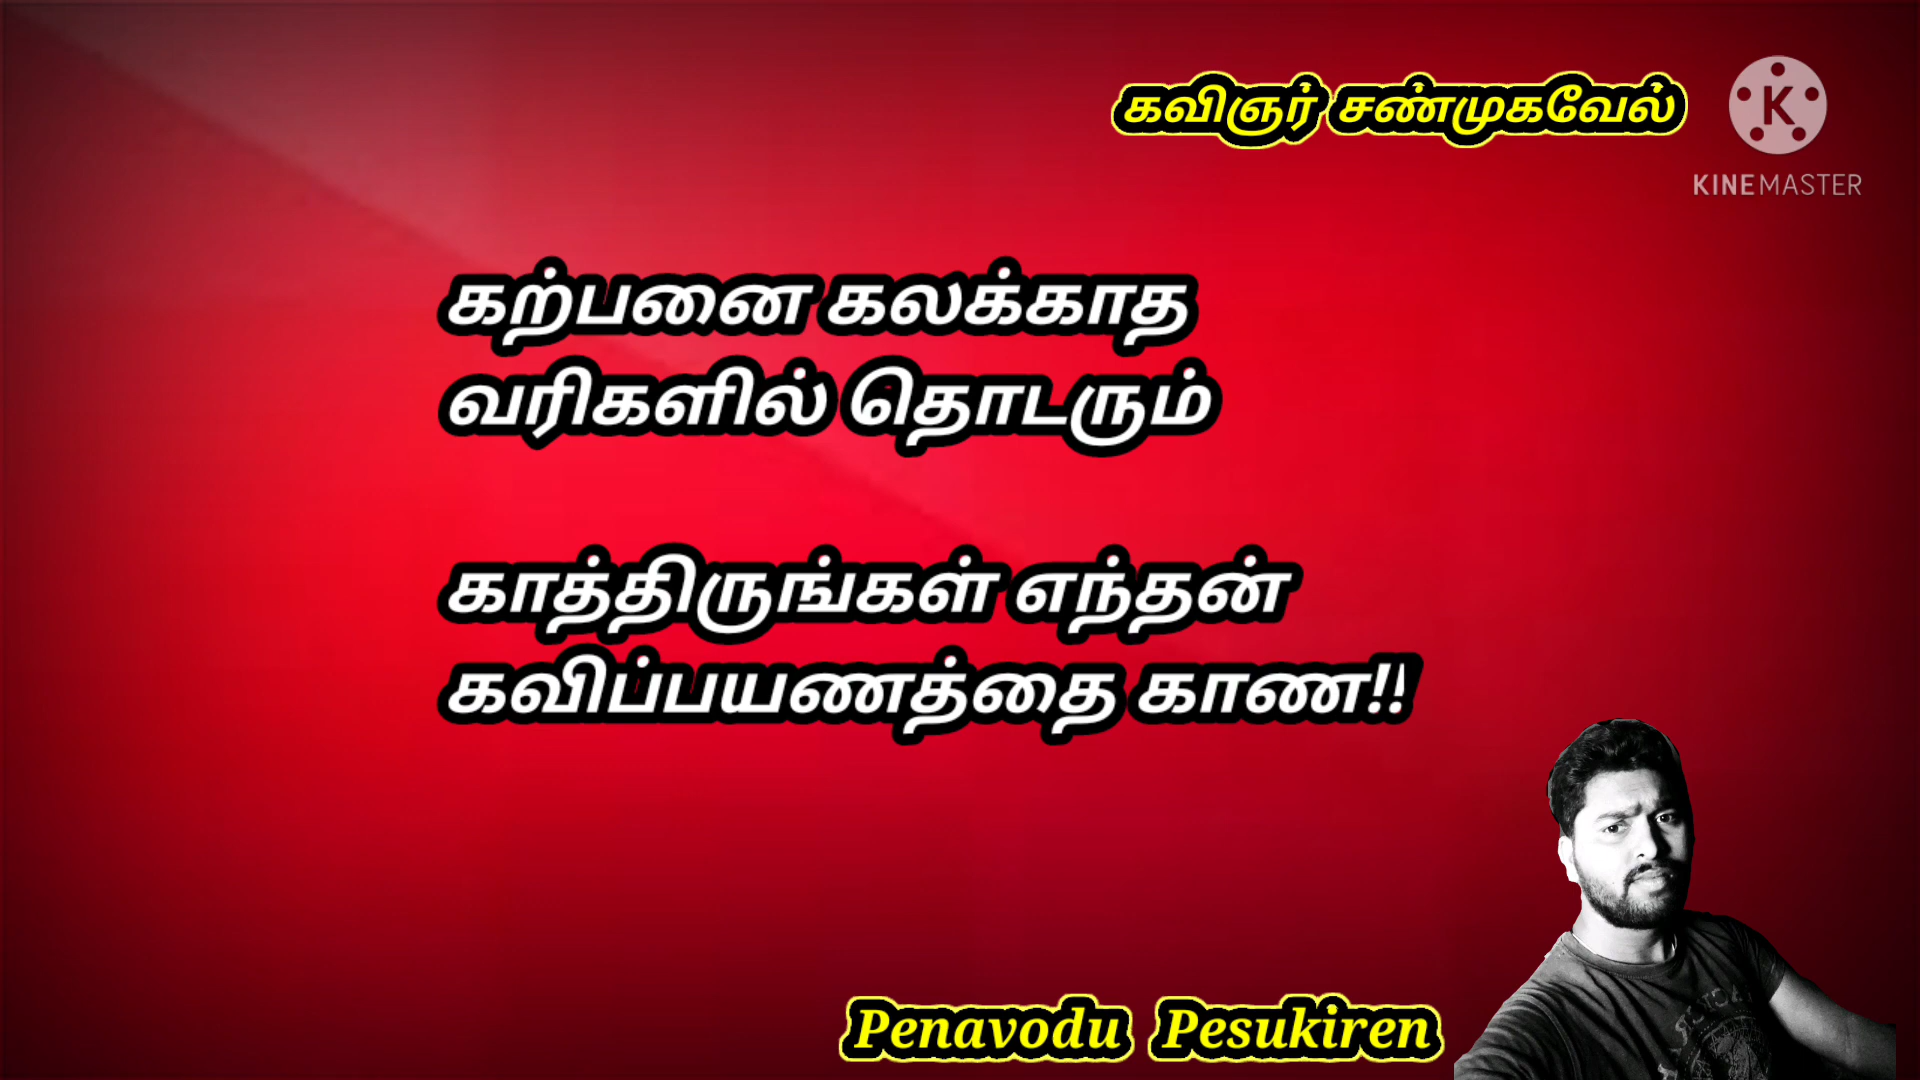 கவிஞர் சண்முகவேல்
KINEMASTER
கற்பனை கலக்காத
வரிகளில் தொடரும்
காத்திருங்கள் எந்தன்
கவிப்பயணத்தை காண!!
Penavodu Pesukiren